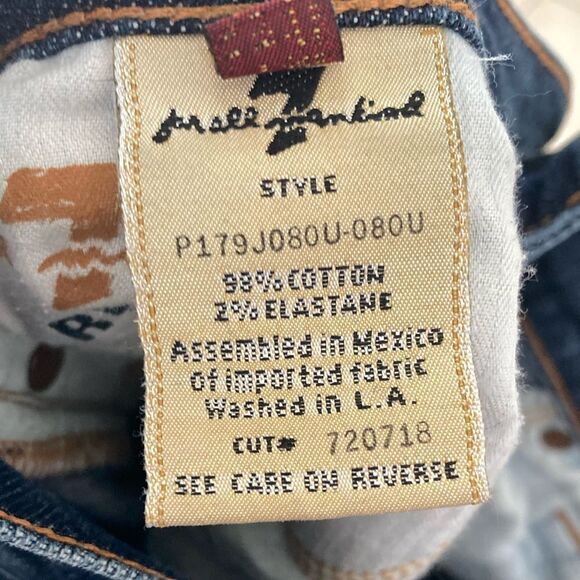 7
for all mankind
STYLE
P179J080U-080U
98% COTTON
2% ELASTANE
Assembled in Mexico
of imported fabric
Washed in L.A.
CUT# 720718
SEE CARE ON REVERSE